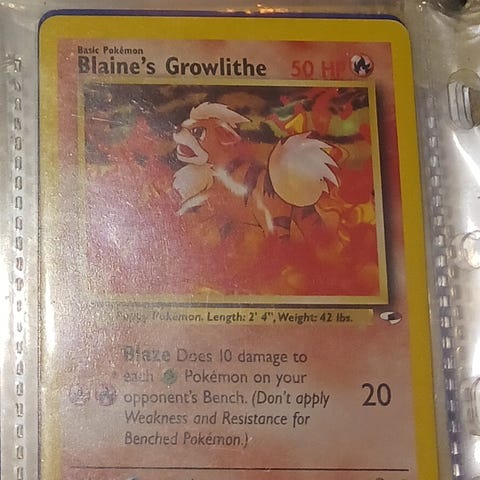 Basic Pokémon
Blaine's Growlithe 50 HP
Puppy Pokémon. Length: 2' 4", Weight: 42 lbs.
Blaze Does 10 damage to
each Pokémon on your
opponent's Bench. (Don't apply 20
Weakness and Resistance for
Benched Pokémon.)